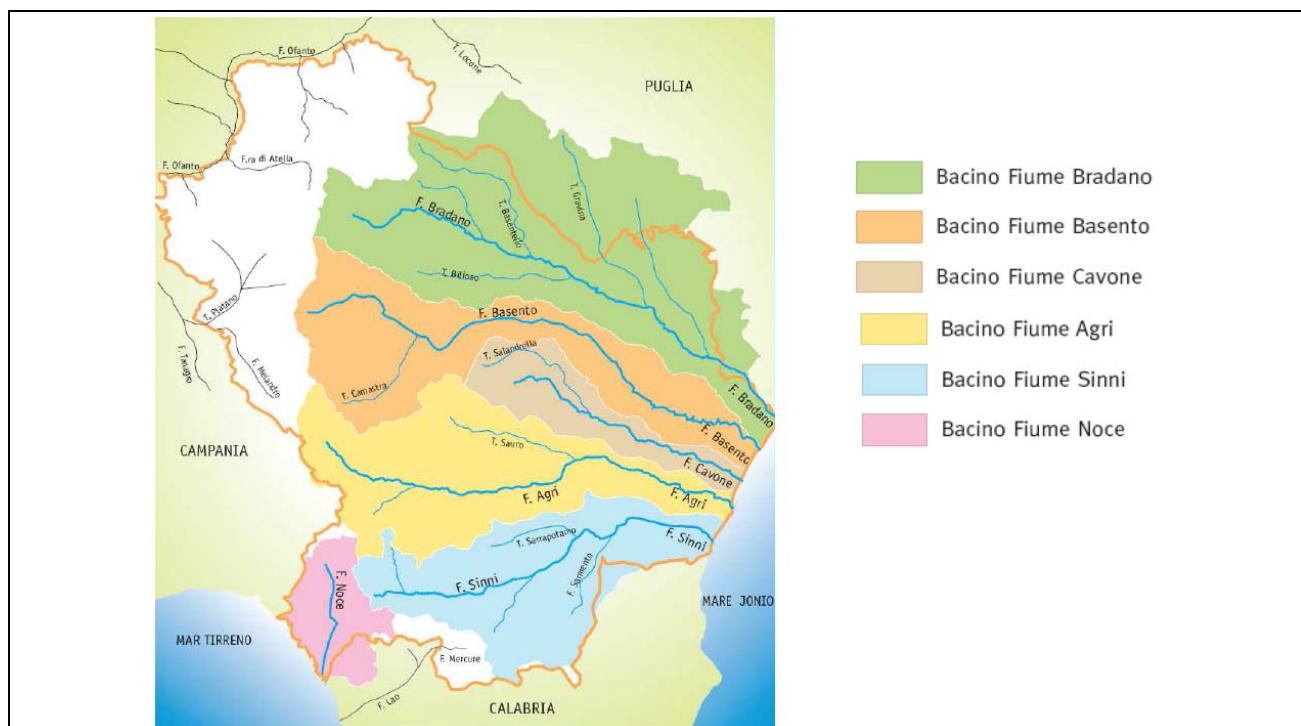 F. Ofanto
T. Locone
PUGLIA
F. Ofanto
F.ra di Atella
T. Gravina
T. Basentello
F. Bradano
T. Bilioso
F. Basento
T. Platano
F. Tanagro
F. Melandro
T. Camastra
T. Salandrella
F. Bradano
F. Basento
F. Cavone
CAMPANIA
T. Sauro
F. Agri
F. Agri
T. Serrapotamo
F. Sinni
F. Sinni
F. Sarmento
F. Noce
MARE JONIO
MAR TIRRENO
F. Mercure
F. Lao
CALABRIA
Bacino Fiume Bradano
Bacino Fiume Basento
Bacino Fiume Cavone
Bacino Fiume Agri
Bacino Fiume Sinni
Bacino Fiume Noce